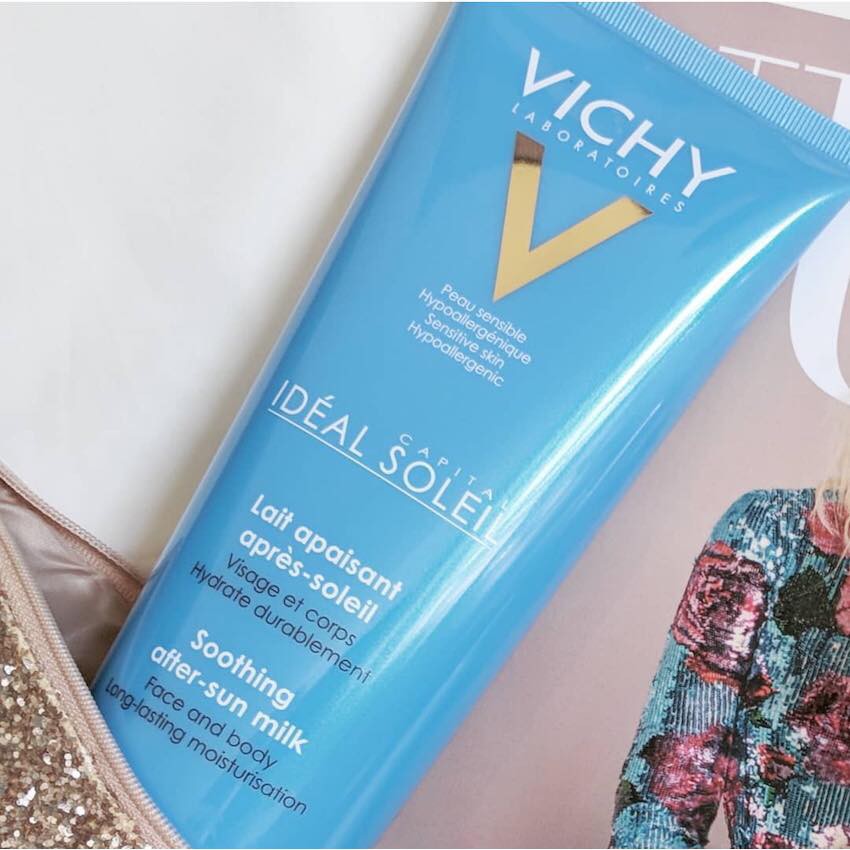 VICHY
LABORATOIRES
Peau sensible
Hypoallergénique
Sensitive skin
Hypoallergenic
IDÉAL SOLEIL
CAPITAL
Lait apaisant
après-soleil
Visage et corps
Hydrate durablement
Soothing
after-sun milk
Face and body
Long-lasting moisturisation